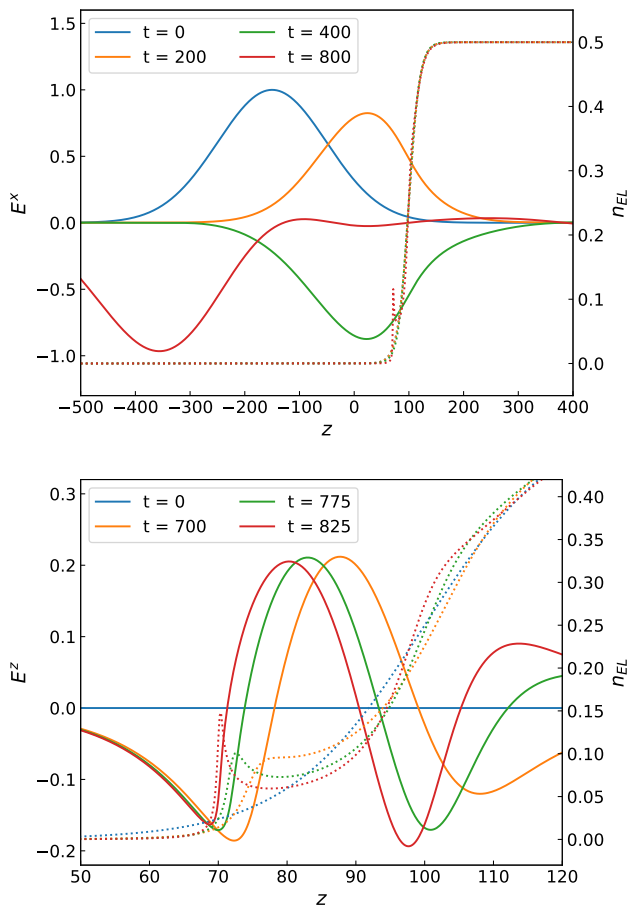 t = 0
t = 400
t = 200
t = 800
1.5
1.0
0.5
0.0
−0.5
−1.0
E^x
0.5
0.4
0.3
0.2
0.1
0.0
n_{EL}
−500 −400 −300 −200 −100 0 100 200 300 400
z
t = 0
t = 775
t = 700
t = 825
0.3
0.2
0.1
0.0
−0.1
−0.2
E^z
0.40
0.35
0.30
0.25
0.20
0.15
0.10
0.05
0.00
n_{EL}
50 60 70 80 90 100 110 120
z